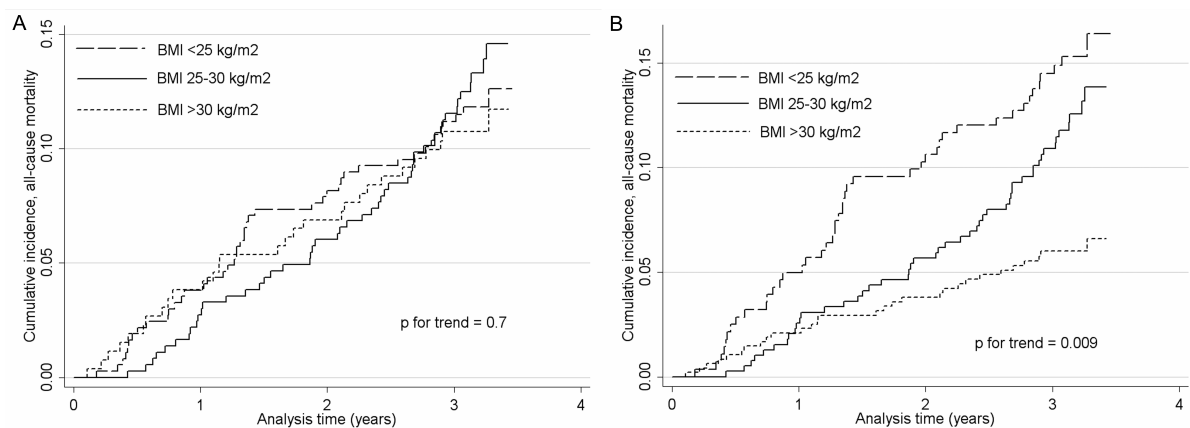 A
Cumulative incidence, all-cause mortality
0.15
0.10
0.05
0.00
BMI <25 kg/m2
BMI 25-30 kg/m2
BMI >30 kg/m2
p for trend = 0.7
0 1 2 3 4
Analysis time (years)
B
Cumulative incidence, all-cause mortality
0.15
0.10
0.05
0.00
BMI <25 kg/m2
BMI 25-30 kg/m2
BMI >30 kg/m2
p for trend = 0.009
0 1 2 3 4
Analysis time (years)